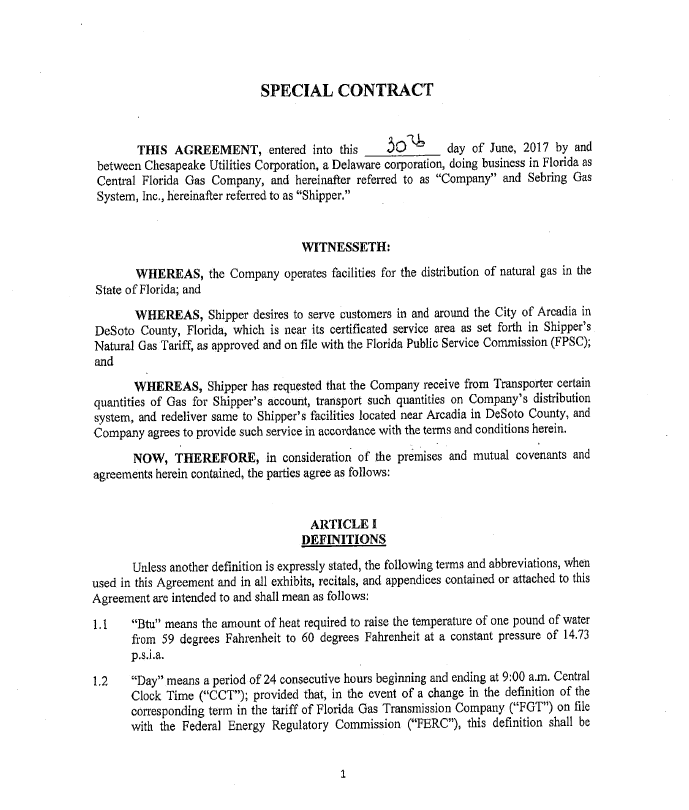 SPECIAL CONTRACT
THIS AGREEMENT, entered into this 30th day of June, 2017 by and
between Chesapeake Utilities Corporation, a Delaware corporation, doing business in Florida as
Central Florida Gas Company, and hereinafter referred to as “Company” and Sebring Gas
System, Inc., hereinafter referred to as “Shipper.”
WITNESSETH:
WHEREAS, the Company operates facilities for the distribution of natural gas in the
State of Florida; and
WHEREAS, Shipper desires to serve customers in and around the City of Arcadia in
DeSoto County, Florida, which is near its certificated service area as set forth in Shipper’s
Natural Gas Tariff, as approved and on file with the Florida Public Service Commission (FPSC);
and
WHEREAS, Shipper has requested that the Company receive from Transporter certain
quantities of Gas for Shipper’s account, transport such quantities on Company’s distribution
system, and redeliver same to Shipper’s facilities located near Arcadia in DeSoto County, and
Company agrees to provide such service in accordance with the terms and conditions herein.
NOW, THEREFORE, in consideration of the premises and mutual covenants and
agreements herein contained, the parties agree as follows:
ARTICLE I
DEFINITIONS
Unless another definition is expressly stated, the following terms and abbreviations, when
used in this Agreement and in all exhibits, recitals, and appendices contained or attached to this
Agreement are intended to and shall mean as follows:
1.1 “Btu” means the amount of heat required to raise the temperature of one pound of water
from 59 degrees Fahrenheit to 60 degrees Fahrenheit at a constant pressure of 14.73
p.s.i.a.
1.2 “Day” means a period of 24 consecutive hours beginning and ending at 9:00 a.m. Central
Clock Time (“CCT”); provided that, in the event of a change in the definition of the
corresponding term in the tariff of Florida Gas Transmission Company (“FGT”) on file
with the Federal Energy Regulatory Commission (“FERC”), this definition shall be
1